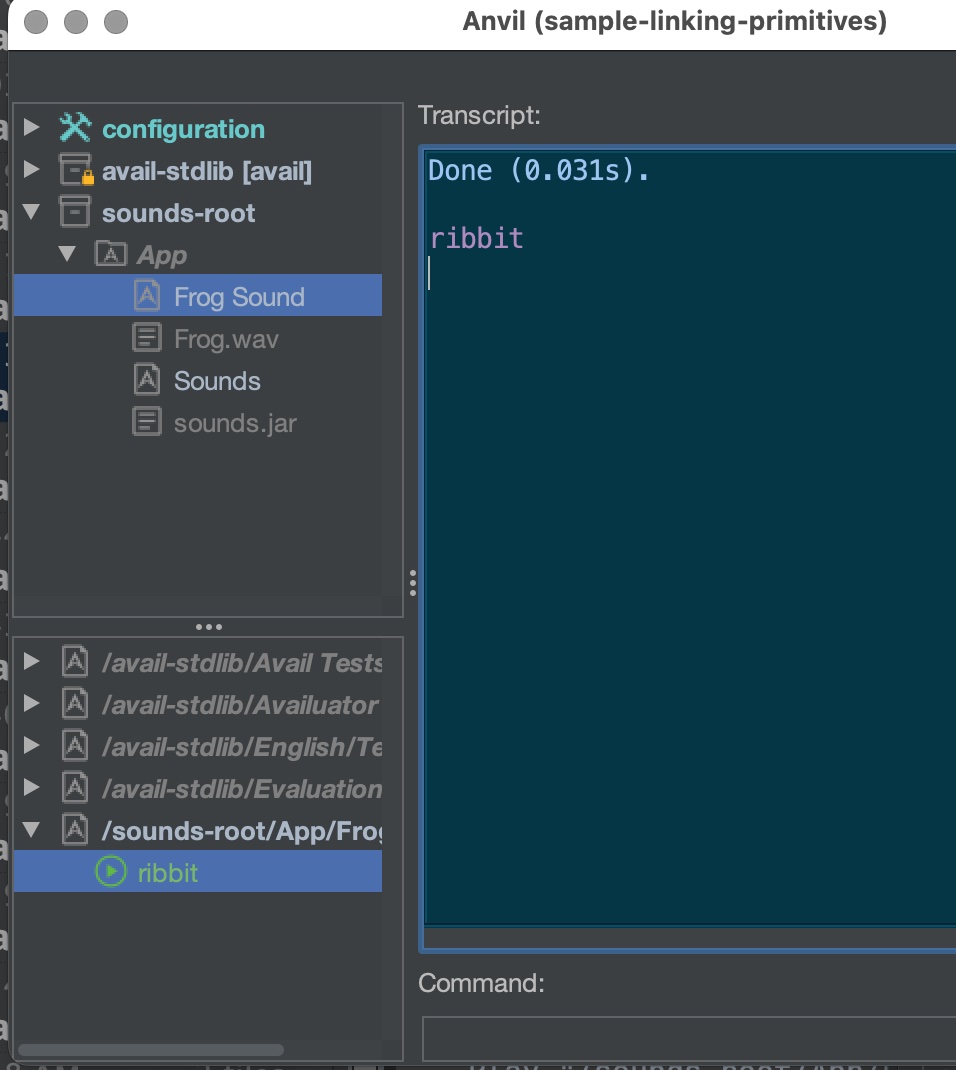 Anvil (sample-linking-primitives)
configuration
avail-stdlib [avail]
sounds-root
App
Frog Sound
Frog.wav
Sounds
sounds.jar
/avail-stdlib/Avail Tests
/avail-stdlib/Availuator
/avail-stdlib/English/Te
/avail-stdlib/Evaluation
/sounds-root/App/Frog
ribbit
Transcript:
Done (0.031s).
ribbit
Command: